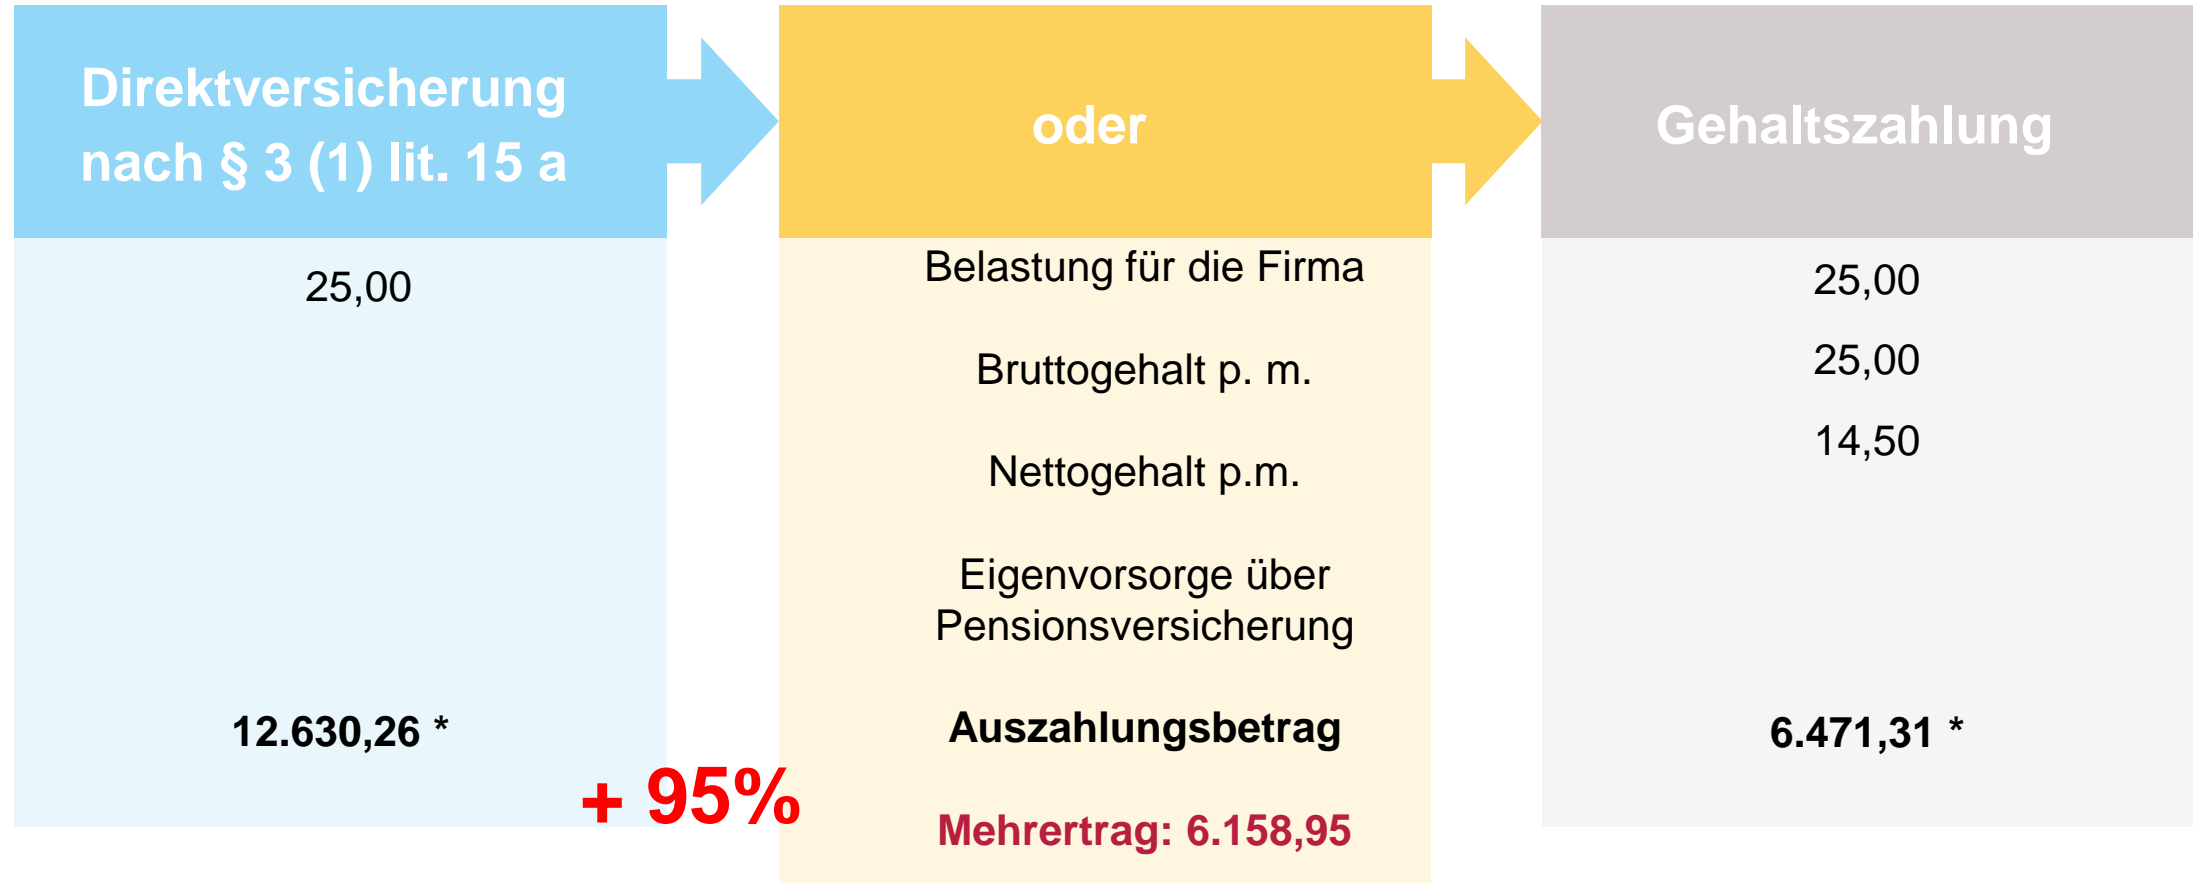 Direktversicherung
nach § 3 (1) lit. 15 a
oder
Gehaltszahlung
25,00
Belastung für die Firma
25,00
Bruttogehalt p. m.
25,00
Nettogehalt p.m.
14,50
Eigenvorsorge über
Pensionsversicherung
12.630,26 *
Auszahlungsbetrag
6.471,31 *
+ 95%
Mehrertrag: 6.158,95